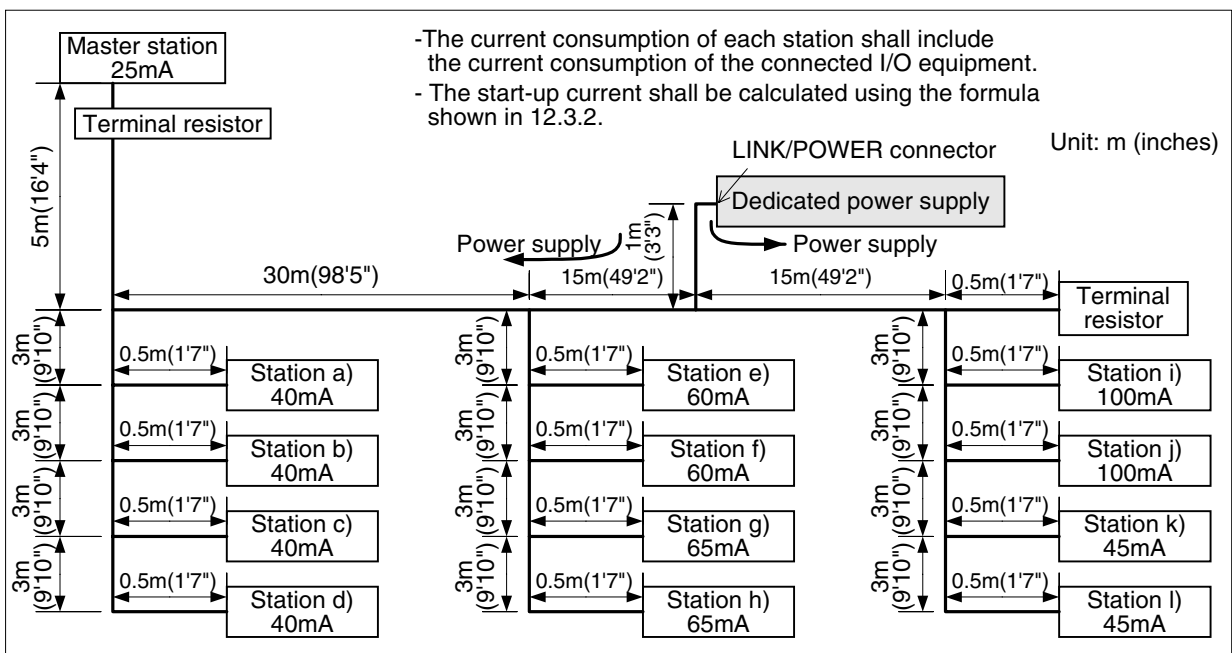 Master station
25mA
-The current consumption of each station shall include
the current consumption of the connected I/O equipment.
- The start-up current shall be calculated using the formula
shown in 12.3.2.
Unit: m (inches)
Terminal resistor
5m(16'4")
LINK/POWER connector
Dedicated power supply
Power supply
1m
(3'3")
Power supply
30m(98'5")
15m(49'2")
15m(49'2")
0.5m(1'7")
Terminal
resistor
3m
(9'10")
0.5m(1'7")
Station a)
40mA
3m
(9'10")
0.5m(1'7")
Station e)
60mA
3m
(9'10")
0.5m(1'7")
Station i)
100mA
3m
(9'10")
0.5m(1'7")
Station b)
40mA
3m
(9'10")
0.5m(1'7")
Station f)
60mA
3m
(9'10")
0.5m(1'7")
Station j)
100mA
3m
(9'10")
0.5m(1'7")
Station c)
40mA
3m
(9'10")
0.5m(1'7")
Station g)
65mA
3m
(9'10")
0.5m(1'7")
Station k)
45mA
3m
(9'10")
0.5m(1'7")
Station d)
40mA
3m
(9'10")
0.5m(1'7")
Station h)
65mA
3m
(9'10")
0.5m(1'7")
Station l)
45mA